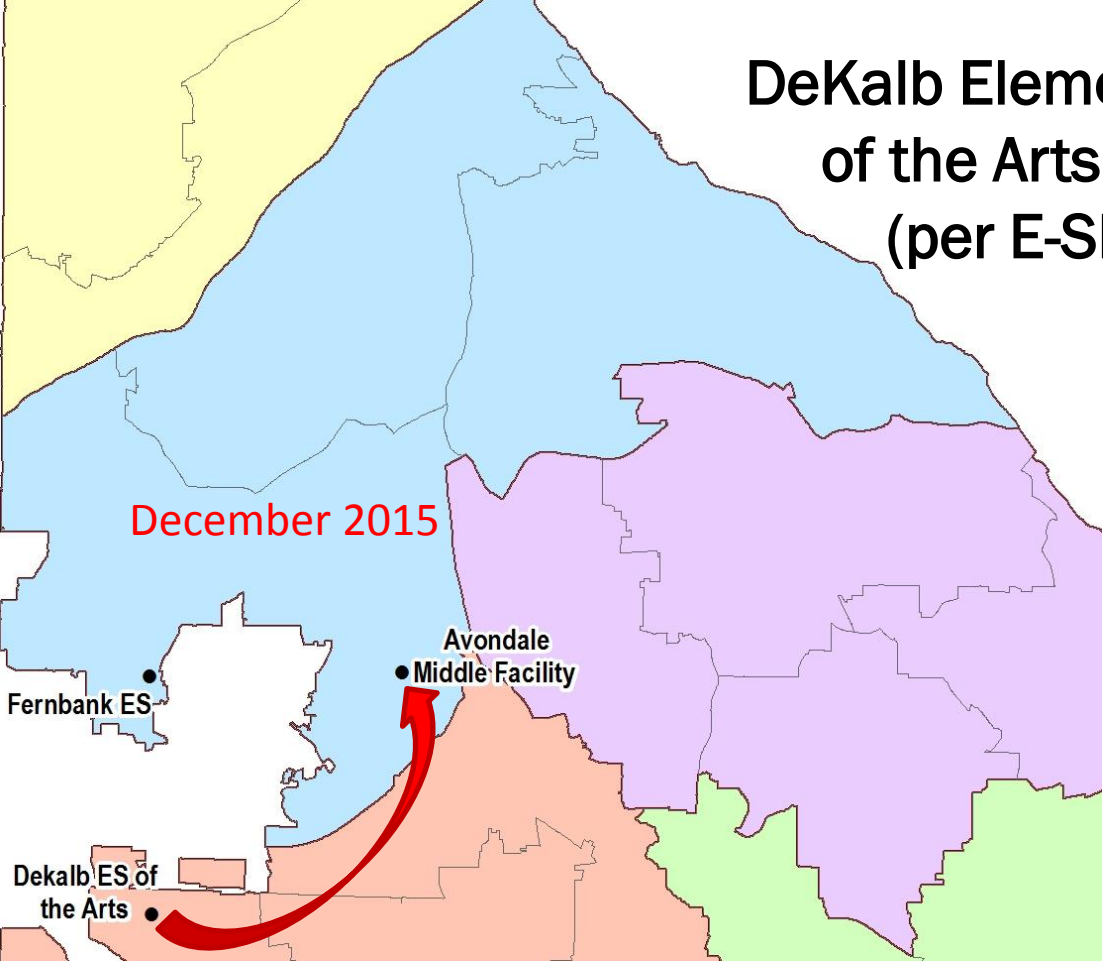 DeKalb Eleme
of the Arts
(per E-S
December 2015
Avondale
Middle Facility
Fernbank ES
Dekalb ES of
the Arts